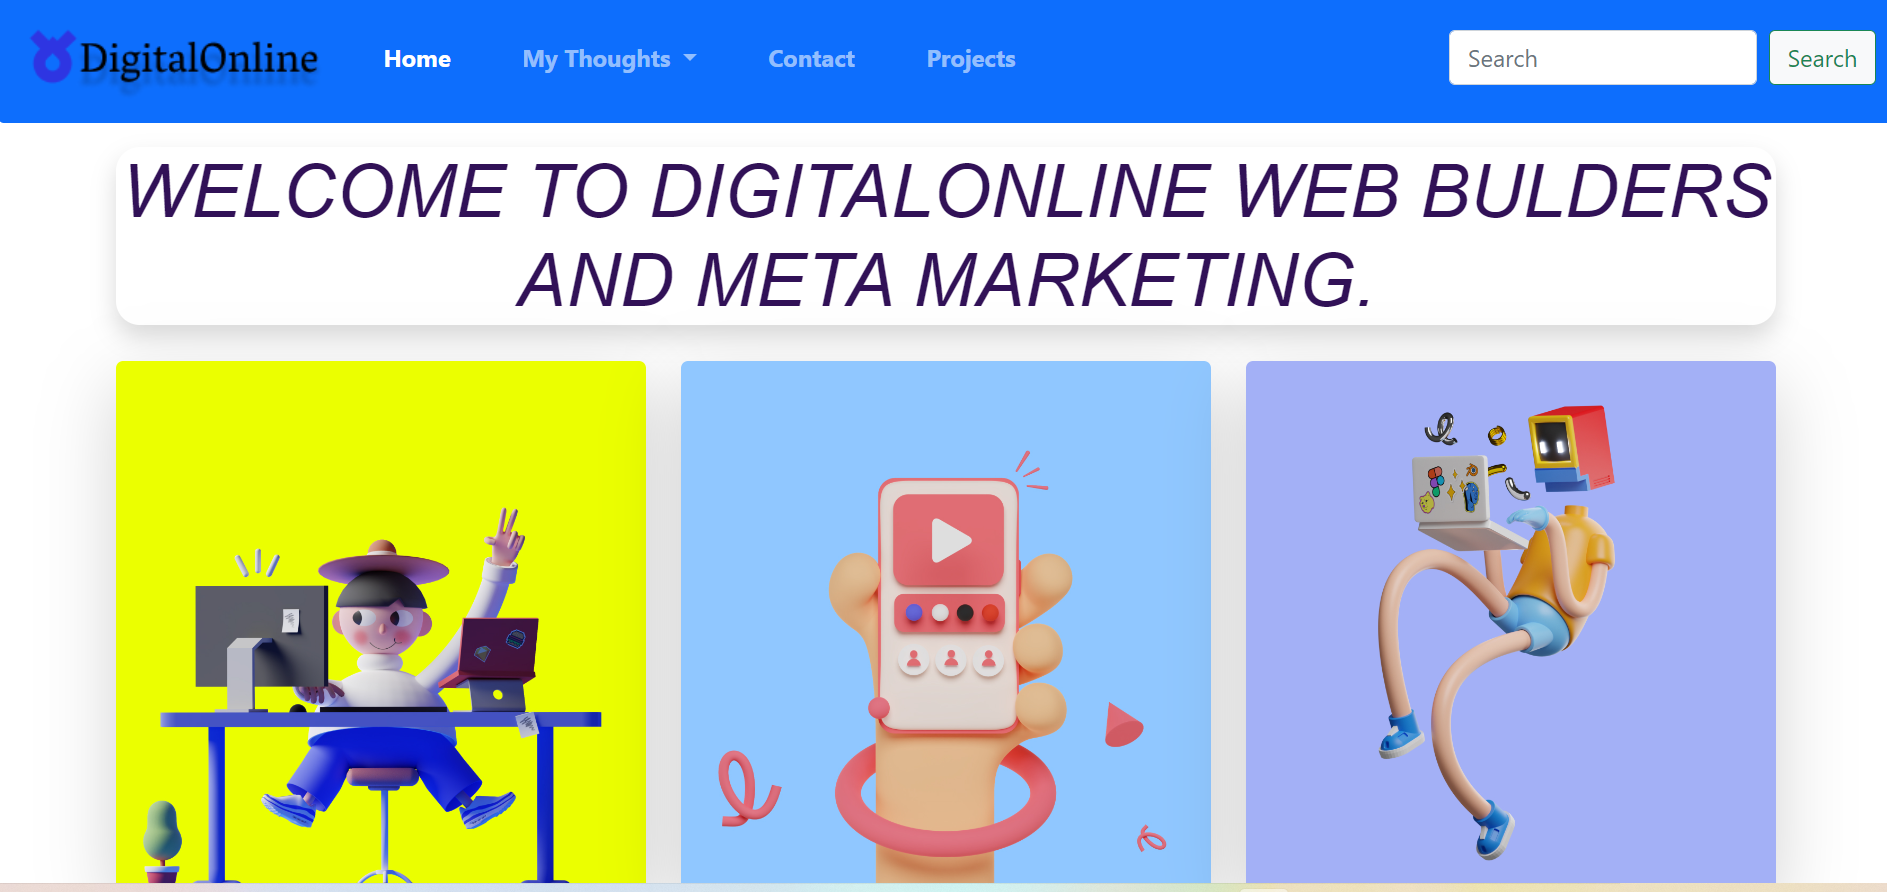 DigitalOnline
Home
My Thoughts
Contact
Projects
Search
Search
WELCOME TO DIGITALONLINE WEB BULDERS
AND META MARKETING.